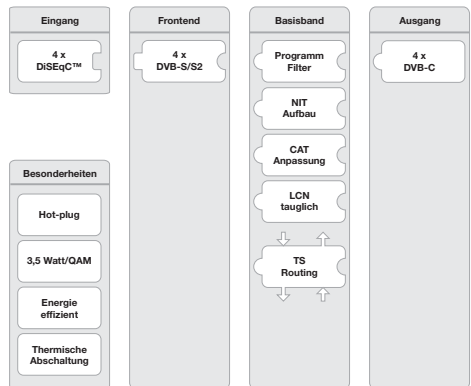 Eingang
4 x
DiSEqC™
Besonderheiten
Hot-plug
3,5 Watt/QAM
Energie
effizient
Thermische
Abschaltung
Frontend
4 x
DVB-S/S2
Basisband
Programm
Filter
NIT
Aufbau
CAT
Anpassung
LCN
tauglich
TS
Routing
Ausgang
4 x
DVB-C